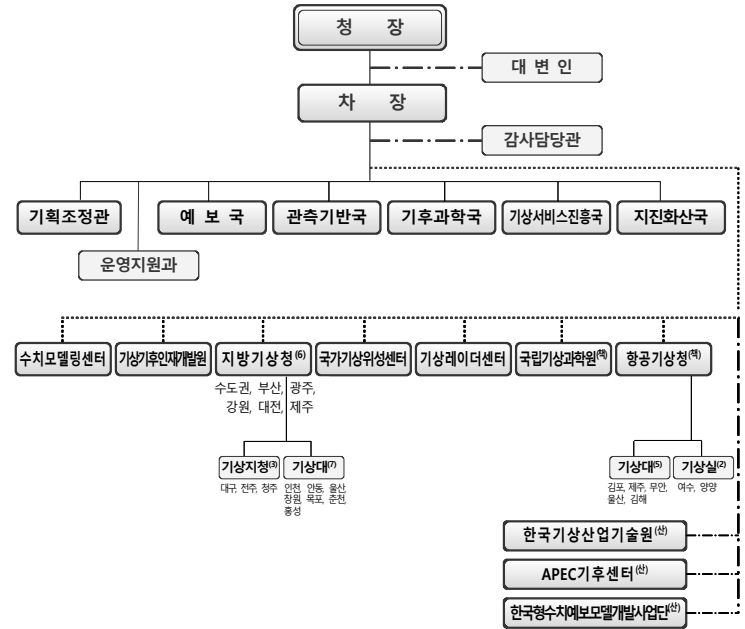 청 장
대 변 인
차 장
감사담당관
기획조정관
예 보 국
관측기반국
기후과학국
기상서비스진흥국
지진화산국
운영지원과
수치모델링센터
기상기후인재개발원
지방기상청(6)
국가기상위성센터
기상레이더센터
국립기상과학원(책)
항공기상청(책)
수도권, 부산, 광주,
강원, 대전, 제주
기상지청(3)
기상대(7)
기상대(5)
기상실(2)
대구, 전주, 청주
인천, 안동, 울산,
창원, 목포, 춘천,
홍성
김포, 제주, 무안,
울산, 김해
여수, 양양
한국기상산업기술원(산)
APEC기후센터(산)
한국형수치예보모델개발사업단(산)